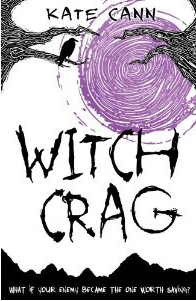 KATE CANN
WITCH
CRAG
WHAT IF YOUR ENEMY BECAME THE ONE WORTH SAVING?